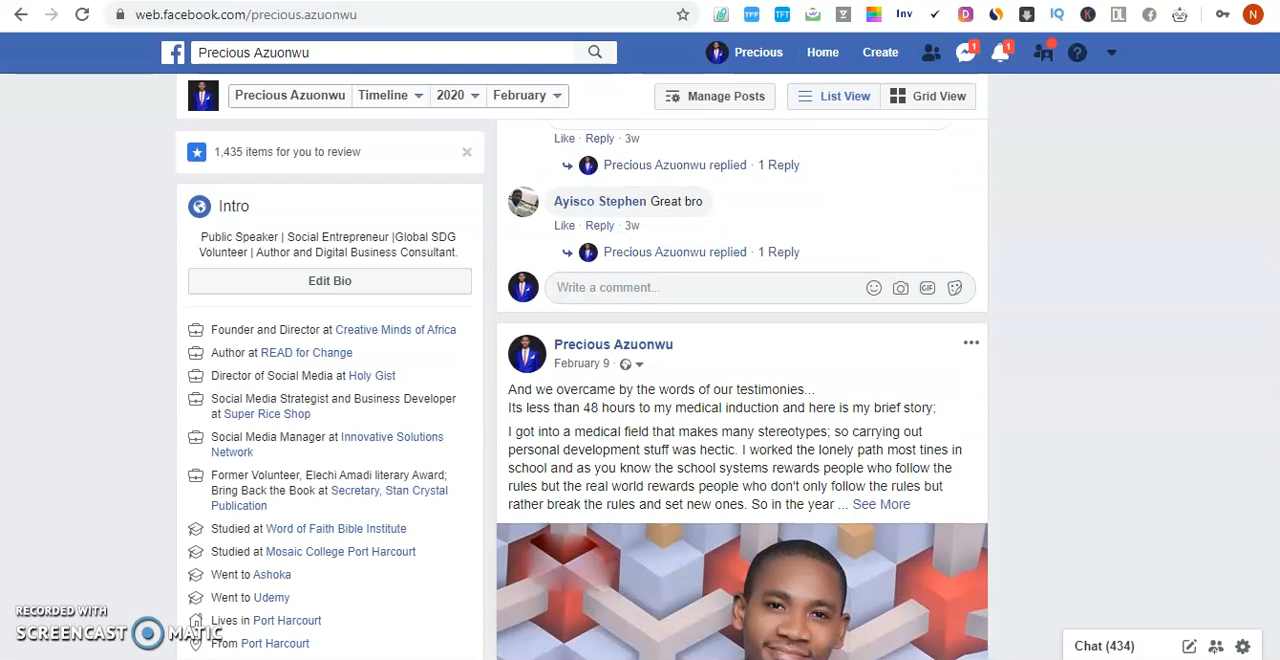 web.facebook.com/precious.azuonwu
TFF
TFT
Inv
D
IQ
K
DL
N
Precious Azuonwu
Precious
Home
Create
1
1
Precious Azuonwu
Timeline
2020
February
Manage Posts
List View
Grid View
1,435 items for you to review
Intro
Public Speaker | Social Entrepreneur |Global SDG
Volunteer | Author and Digital Business Consultant.
Edit Bio
Founder and Director at Creative Minds of Africa
Author at READ for Change
Director of Social Media at Holy Gist
Social Media Strategist and Business Developer
at Super Rice Shop
Social Media Manager at Innovative Solutions
Network
Former Volunteer, Elechi Amadi literary Award;
Bring Back the Book at Secretary, Stan Crystal
Publication
Studied at Word of Faith Bible Institute
Studied at Mosaic College Port Harcourt
Went to Ashoka
Went to Udemy
Lives in Port Harcourt
From Port Harcourt
RECORDED WITH
SCREENCAST MATIC
Like · Reply · 3w
Precious Azuonwu replied · 1 Reply
Ayisco Stephen Great bro
Like · Reply · 3w
Precious Azuonwu replied · 1 Reply
Write a comment...
GIF
Precious Azuonwu
February 9 ·
And we overcame by the words of our testimonies...
Its less than 48 hours to my medical induction and here is my brief story;
I got into a medical field that makes many stereotypes; so carrying out
personal development stuff was hectic. I worked the lonely path most tines in
school and as you know the school systems rewards people who follow the
rules but the real world rewards people who don't only follow the rules but
rather break the rules and set new ones. So in the year ... See More
Chat (434)